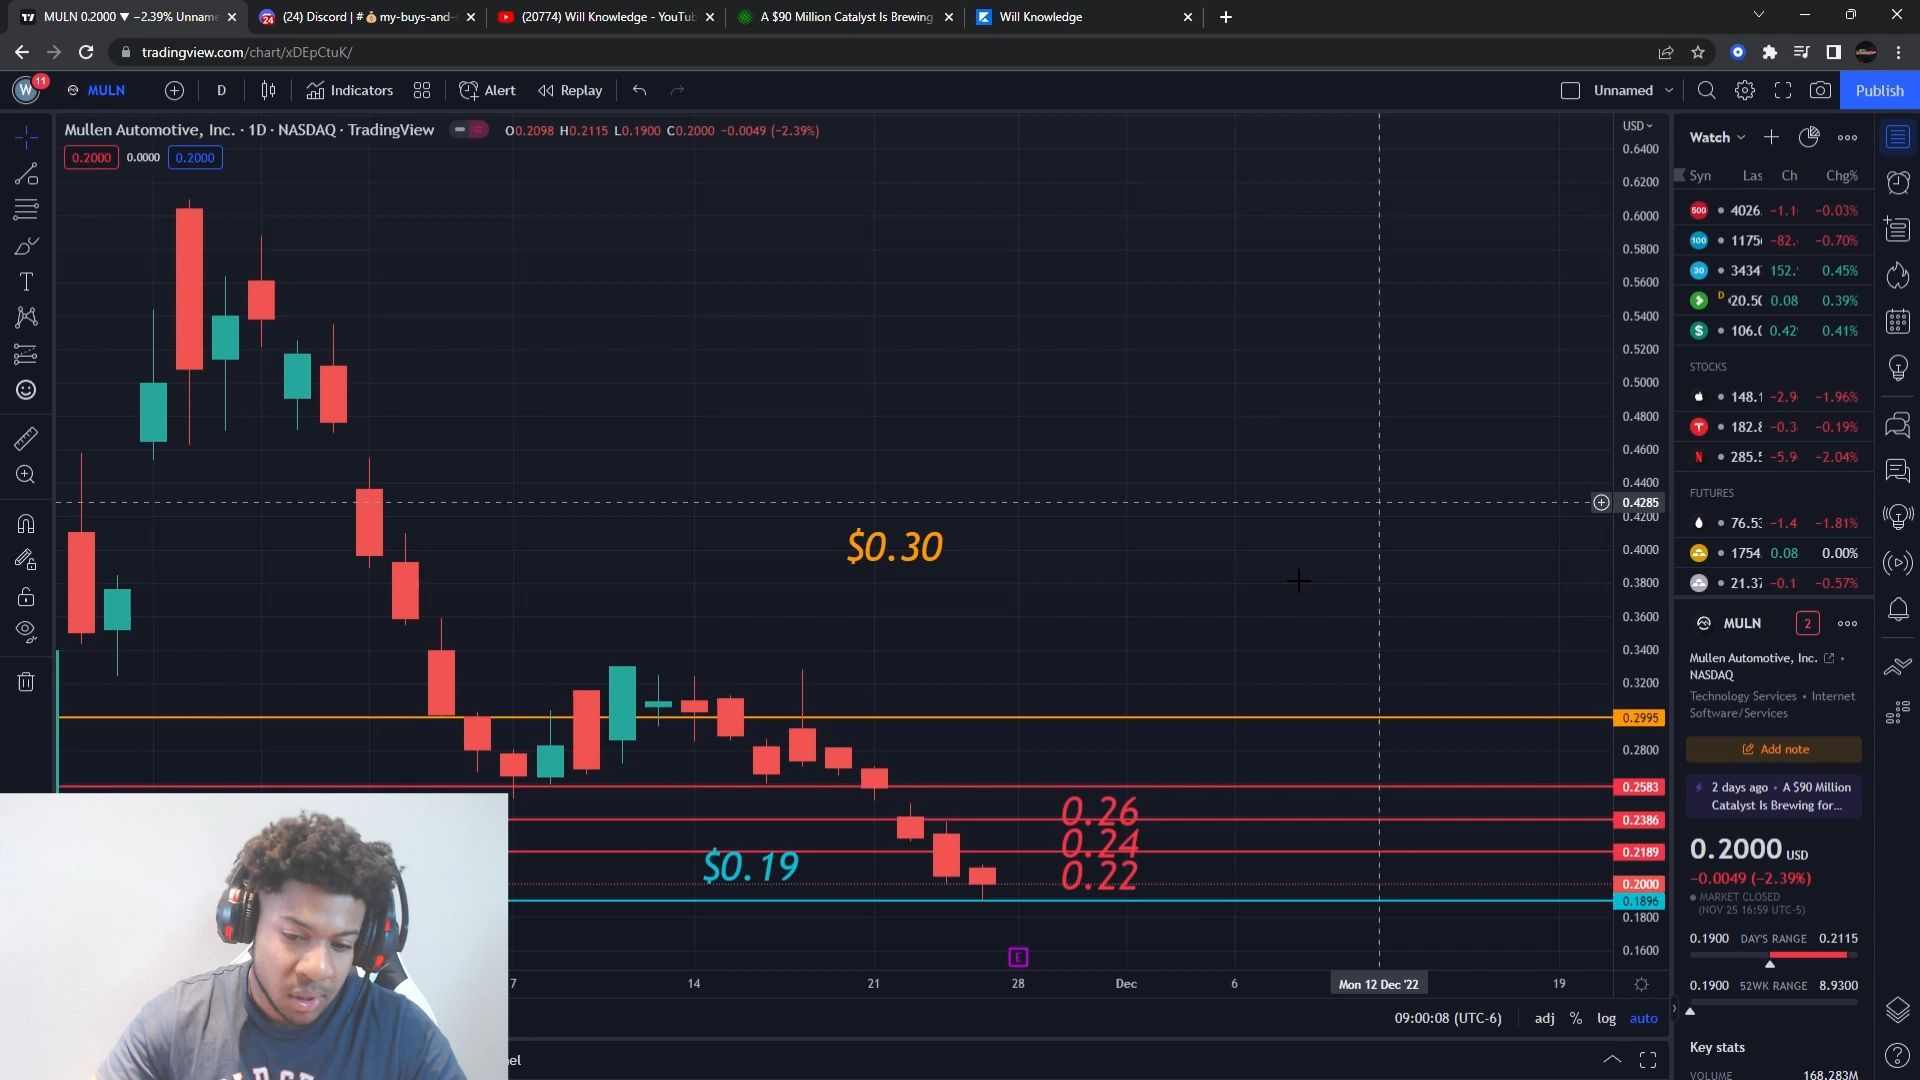 MULN 0.2000 ▼ −2.39% Unname
(24) Discord | # 💰my-buys-and-s
(20774) Will Knowledge - YouTub
A $90 Million Catalyst Is Brewing
Will Knowledge
tradingview.com/chart/xDEpCtuK/
W
11
MULN
D
Indicators
Alert
Replay
Unnamed
Publish
Mullen Automotive, Inc. · 1D · NASDAQ · TradingView
O0.2098 H0.2115 L0.1900 C0.2000 −0.0049 (−2.39%)
0.2000
0.0000
0.2000
USD
0.6400
0.6200
0.6000
0.5800
0.5600
0.5400
0.5200
0.5000
0.4800
0.4600
0.4400
0.4285
0.4200
0.4000
0.3800
0.3600
0.3400
0.3200
0.2995
0.2800
0.2583
0.2386
0.2189
0.2000
0.1896
0.1800
0.1600
$0.30
$0.19
0.26
0.24
0.22
E
7
14
21
28
Dec
6
Mon 12 Dec '22
19
09:00:08 (UTC-6)
adj
%
log
auto
el
Watch
Syn Las Ch Chg%
500 4026. −1.1 −0.03%
100 1175 −82. −0.70%
30 3434 152. 0.45%
D 20.50 0.08 0.39%
$ 106.0 0.42 0.41%
STOCKS
148.1 −2.9 −1.96%
T 182.8 −0.3 −0.19%
N 285.5 −5.9 −2.04%
FUTURES
76.53 −1.4 −1.81%
1754. 0.08 0.00%
21.37 −0.1 −0.57%
MULN
2
Mullen Automotive, Inc.
NASDAQ
Technology Services • Internet
Software/Services
Add note
2 days ago • A $90 Million
Catalyst Is Brewing for...
0.2000 USD
−0.0049 (−2.39%)
MARKET CLOSED
(NOV 25 16:59 UTC-5)
0.1900 DAY'S RANGE 0.2115
0.1900 52WK RANGE 8.9300
Key stats
VOLUME 168.283M